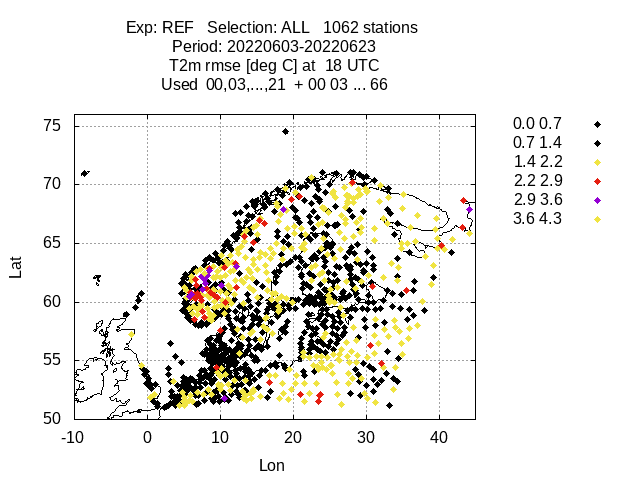 Exp: REF   Selection: ALL   1062 stations
Period: 20220603-20220623
T2m rmse [deg C] at  18 UTC
Used  00,03,...,21  + 00 03 ... 66
75
70
65
60
55
50
Lat
-10 0 10 20 30 40
Lon
0.0 0.7
0.7 1.4
1.4 2.2
2.2 2.9
2.9 3.6
3.6 4.3